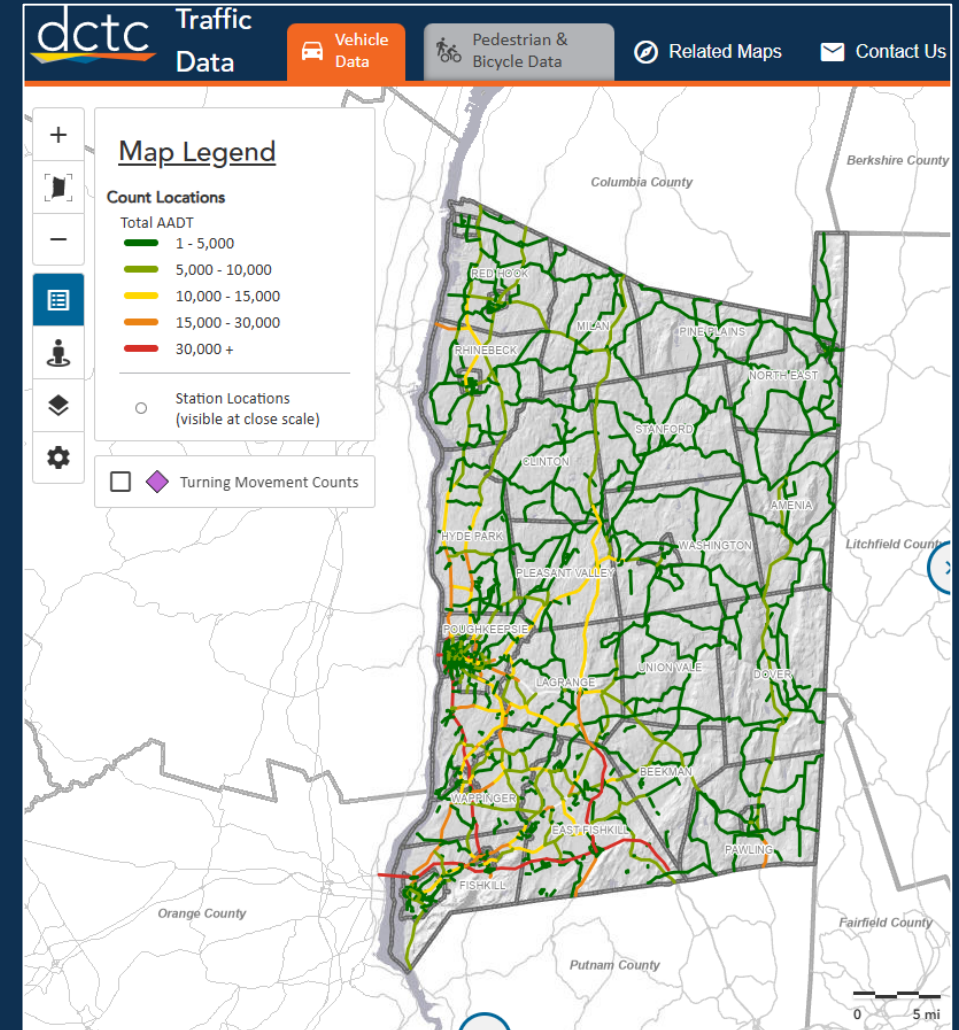 dctc
Traffic
Data
Vehicle
Data
Pedestrian &
Bicycle Data
Related Maps
Contact Us
+
−
Map Legend
Count Locations
Total AADT
1 - 5,000
5,000 - 10,000
10,000 - 15,000
15,000 - 30,000
30,000 +
Station Locations
(visible at close scale)
Turning Movement Counts
Berkshire County
Columbia County
RED HOOK
MILAN
PINE PLAINS
RHINEBECK
NORTH EAST
STANFORD
CLINTON
AMENIA
HYDE PARK
WASHINGTON
Litchfield County
PLEASANT VALLEY
POUGHKEEPSIE
UNION VALE
DOVER
LAGRANGE
BEEKMAN
WAPPINGER
EAST FISHKILL
PAWLING
FISHKILL
Orange County
Fairfield County
Putnam County
0 5 mi